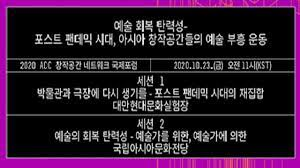 예술 회복 탄력성-
포스트 팬데믹 시대, 아시아 창작공간들의 예술 부흥 운동
2020 ACC 창작공간 네트워크 국제포럼
2020.10.23.(금) 오전 11시(KST)
세션 1
박물관과 극장에 다시 생기를 - 포스트 팬데믹 시대의 재집합
대안현대문화실험장
세션 2
예술의 회복 탄력성 - 예술가를 위한, 예술가에 의한
국립아시아문화전당